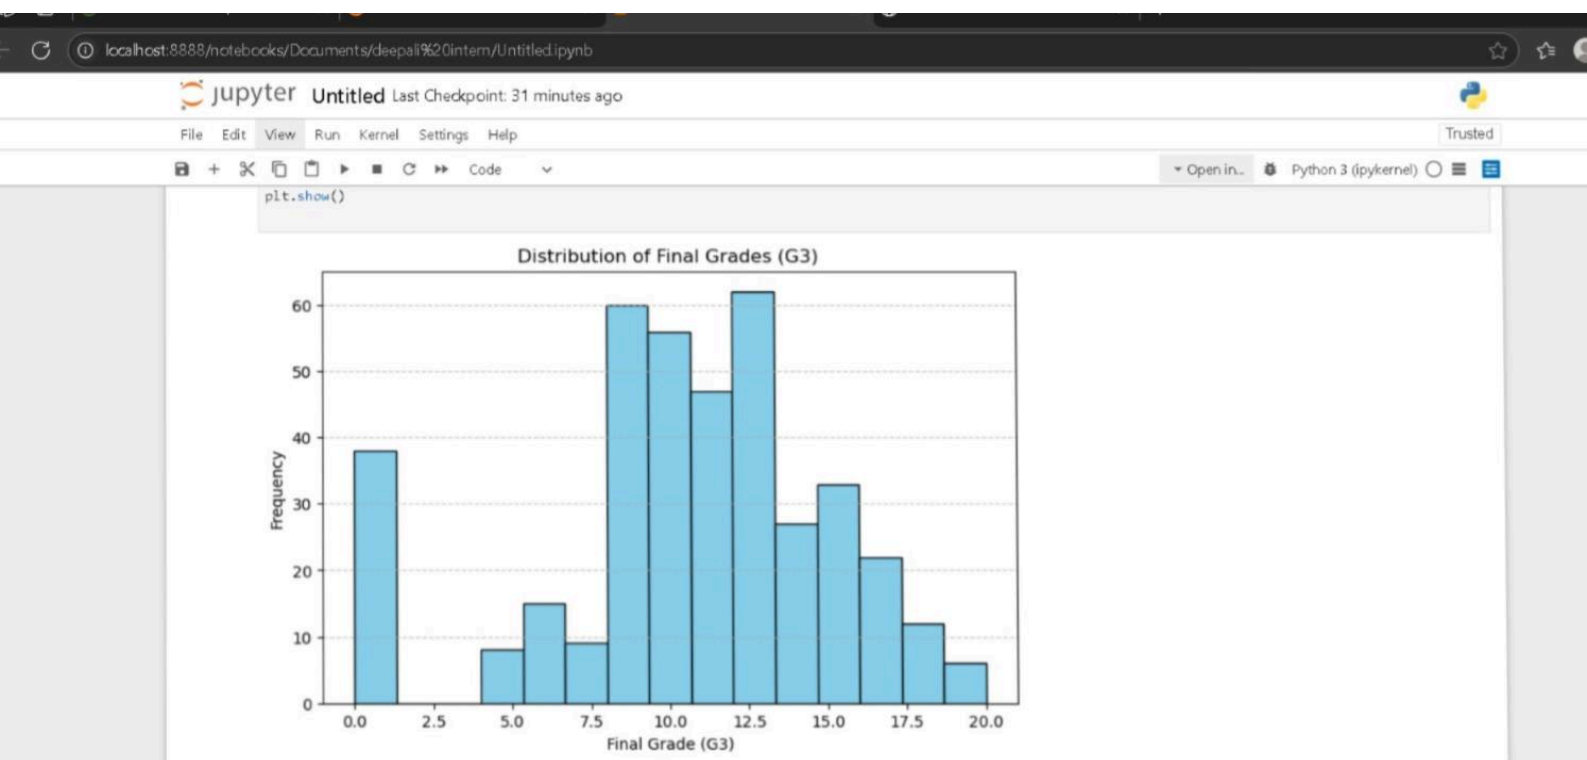 localhost:8888/notebooks/Documents/deepali%20intern/Untitled.ipynb
jupyter Untitled Last Checkpoint: 31 minutes ago
File Edit View Run Kernel Settings Help Trusted
Code Open in... Python 3 (ipykernel)
plt.show()
Distribution of Final Grades (G3)
60
50
40
30
20
10
0
Frequency
0.0 2.5 5.0 7.5 10.0 12.5 15.0 17.5 20.0
Final Grade (G3)